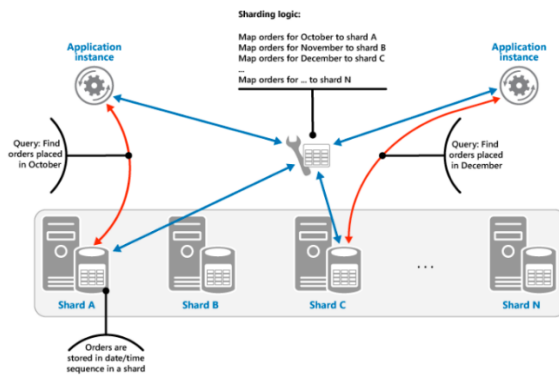 Sharding logic:
Map orders for October to shard A
Map orders for November to shard B
Map orders for December to shard C
...
Map orders for ... to shard N
Application
instance
Application
instance
Query: Find
orders placed
in October
Query: Find
orders placed
in December
...
Shard A
Shard B
Shard C
Shard N
Orders are
stored in date/time
sequence in a shard